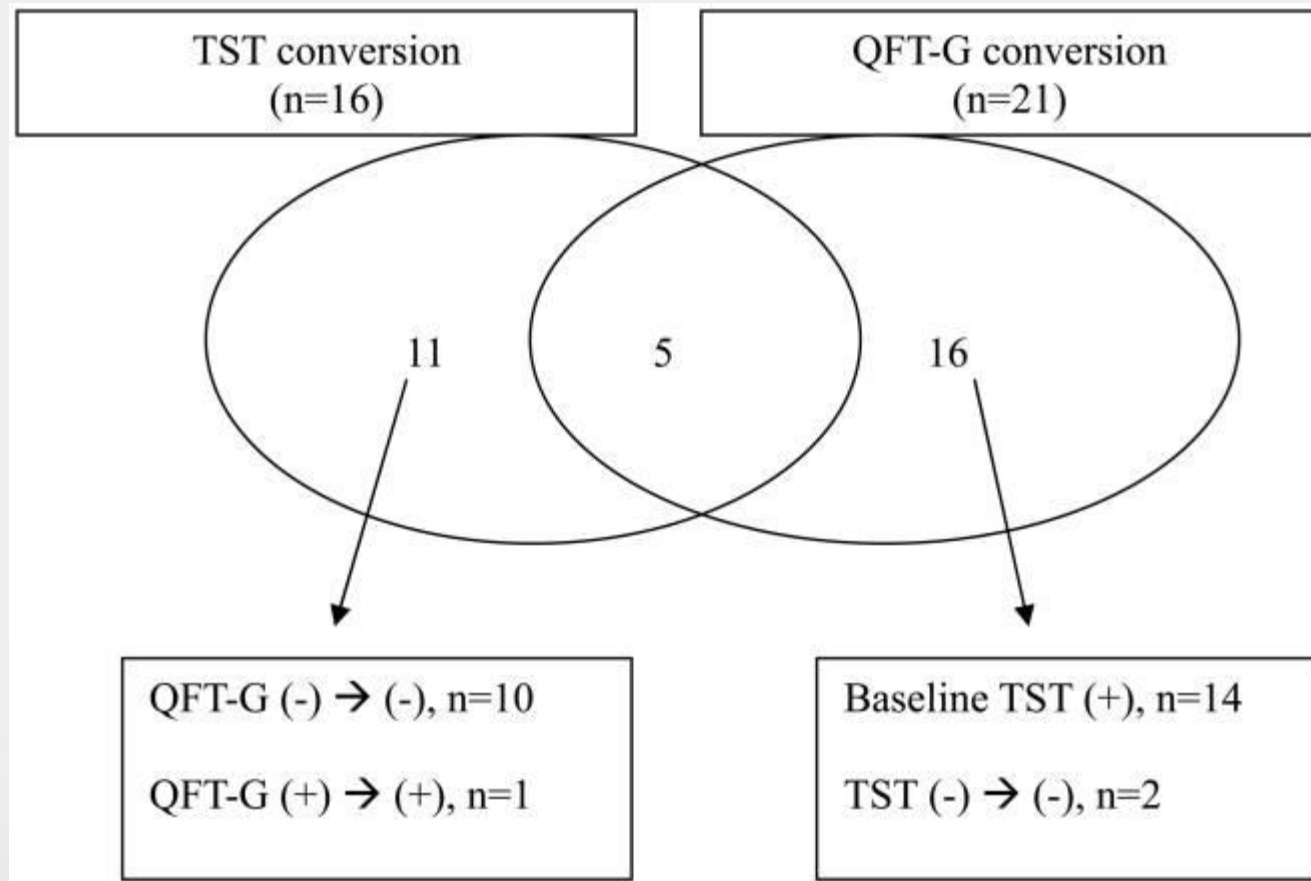 TST conversion
(n=16)
QFT-G conversion
(n=21)
11
5
16
QFT-G (-) → (-), n=10
QFT-G (+) → (+), n=1
Baseline TST (+), n=14
TST (-) → (-), n=2